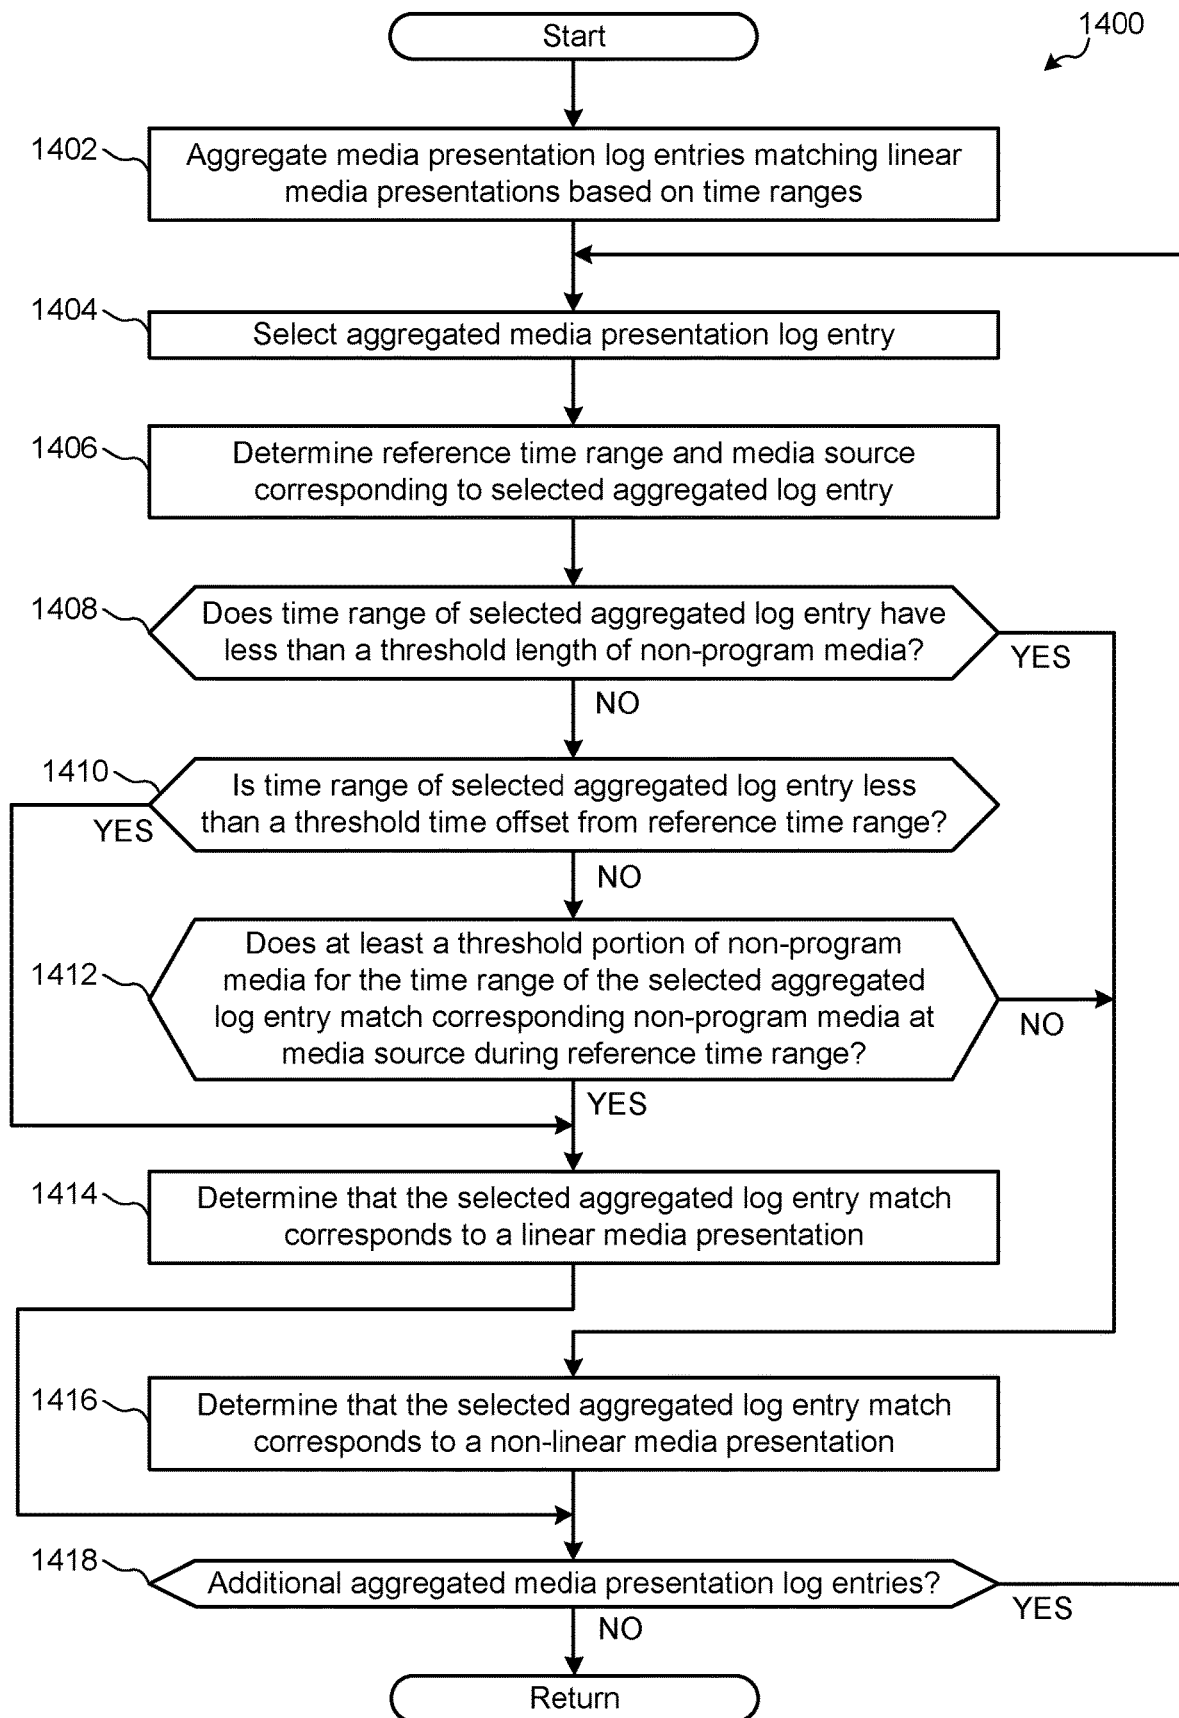 Start
1400
1402
Aggregate media presentation log entries matching linear
media presentations based on time ranges
1404
Select aggregated media presentation log entry
1406
Determine reference time range and media source
corresponding to selected aggregated log entry
1408
Does time range of selected aggregated log entry have
less than a threshold length of non-program media?
YES
NO
1410
Is time range of selected aggregated log entry less
than a threshold time offset from reference time range?
YES
NO
1412
Does at least a threshold portion of non-program
media for the time range of the selected aggregated
log entry match corresponding non-program media at
media source during reference time range?
NO
YES
1414
Determine that the selected aggregated log entry match
corresponds to a linear media presentation
1416
Determine that the selected aggregated log entry match
corresponds to a non-linear media presentation
1418
Additional aggregated media presentation log entries?
YES
NO
Return